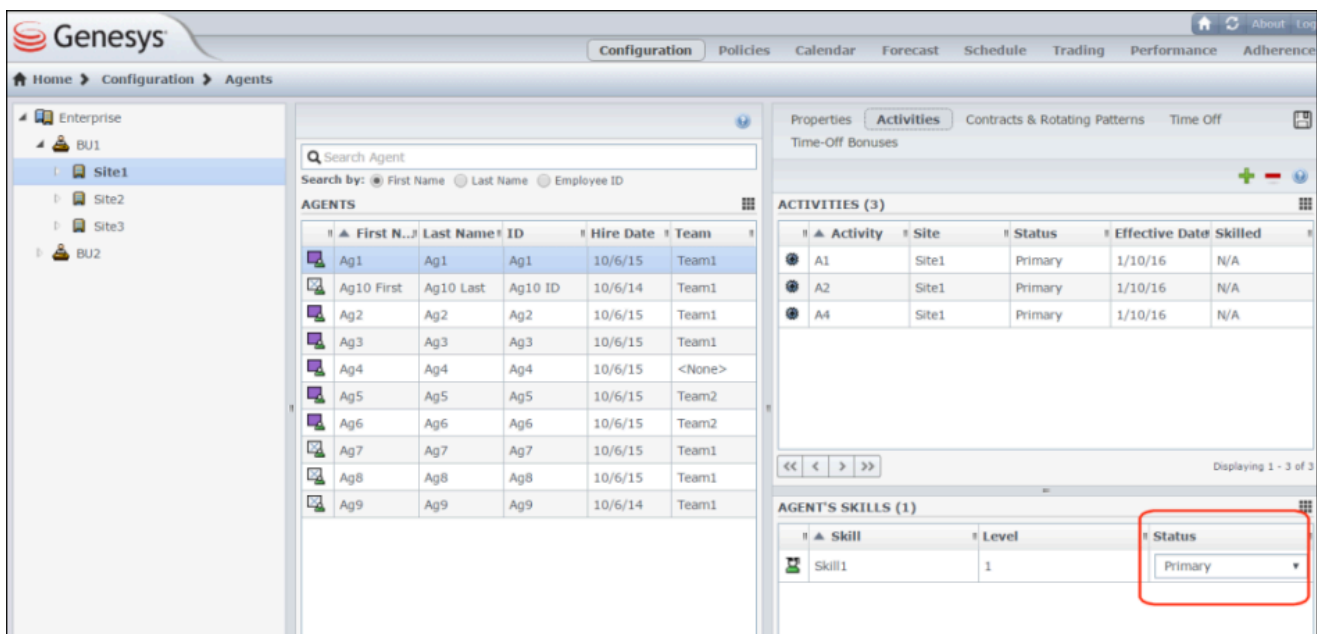 Genesys
About Log
Configuration Policies Calendar Forecast Schedule Trading Performance Adherence
Home Configuration Agents
Enterprise
BU1
Site1
Site2
Site3
BU2
Search Agent
Search by: First Name Last Name Employee ID
AGENTS
First N... Last Name ID Hire Date Team
Ag1 Ag1 Ag1 10/6/15 Team1
Ag10 First Ag10 Last Ag10 ID 10/6/14 Team1
Ag2 Ag2 Ag2 10/6/15 Team1
Ag3 Ag3 Ag3 10/6/15 Team1
Ag4 Ag4 Ag4 10/6/15 <None>
Ag5 Ag5 Ag5 10/6/15 Team2
Ag6 Ag6 Ag6 10/6/15 Team2
Ag7 Ag7 Ag7 10/6/15 Team1
Ag8 Ag8 Ag8 10/6/15 Team1
Ag9 Ag9 Ag9 10/6/14 Team1
Properties Activities Contracts & Rotating Patterns Time Off
Time-Off Bonuses
ACTIVITIES (3)
Activity Site Status Effective Date Skilled
A1 Site1 Primary 1/10/16 N/A
A2 Site1 Primary 1/10/16 N/A
A4 Site1 Primary 1/10/16 N/A
<< < > >> Displaying 1 - 3 of 3
AGENT'S SKILLS (1)
Skill Level Status
Skill1 1 Primary